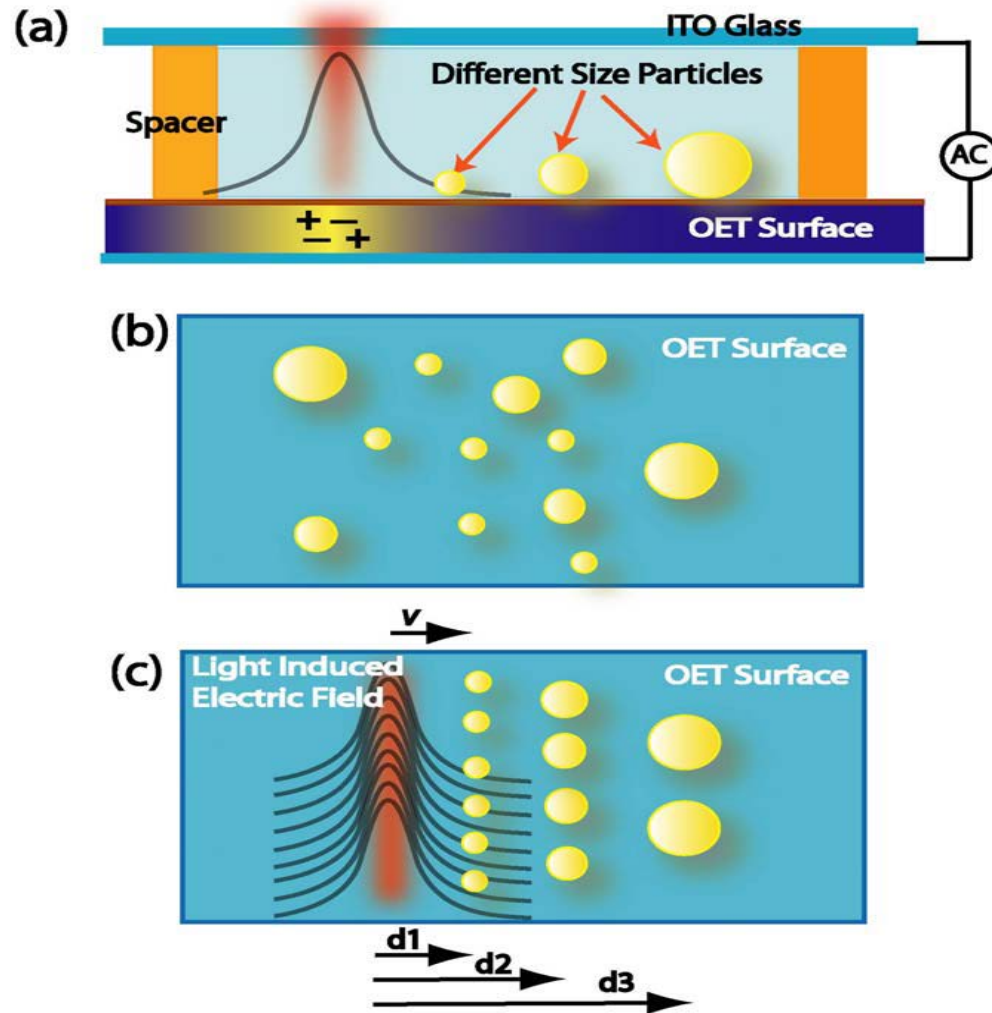 (a)
ITO Glass
Different Size Particles
Spacer
AC
+ –
– +
OET Surface
(b)
OET Surface
v
(c)
Light Induced
Electric Field
OET Surface
d1
d2
d3